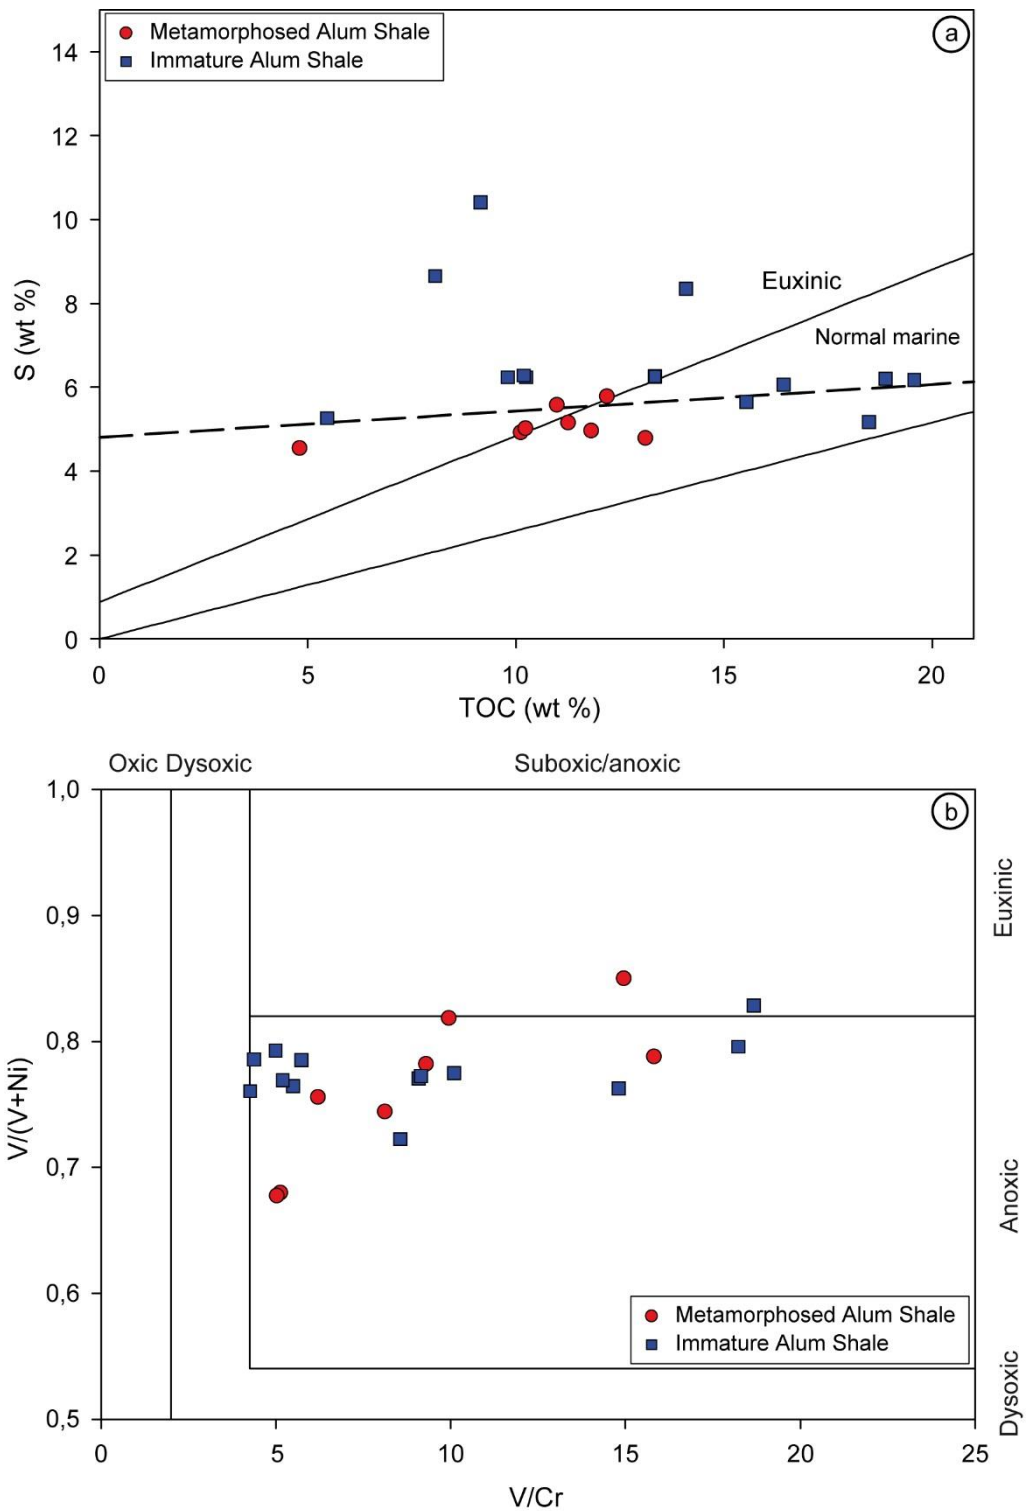 Metamorphosed Alum Shale
Immature Alum Shale
a
14
12
10
8
6
4
2
0
S (wt %)
Euxinic
Normal marine
0 5 10 15 20
TOC (wt %)
Oxic Dysoxic Suboxic/anoxic
b
1,0
0,9
0,8
0,7
0,6
0,5
V/(V+Ni)
Euxinic
Anoxic
Dysoxic
Metamorphosed Alum Shale
Immature Alum Shale
0 5 10 15 20 25
V/Cr